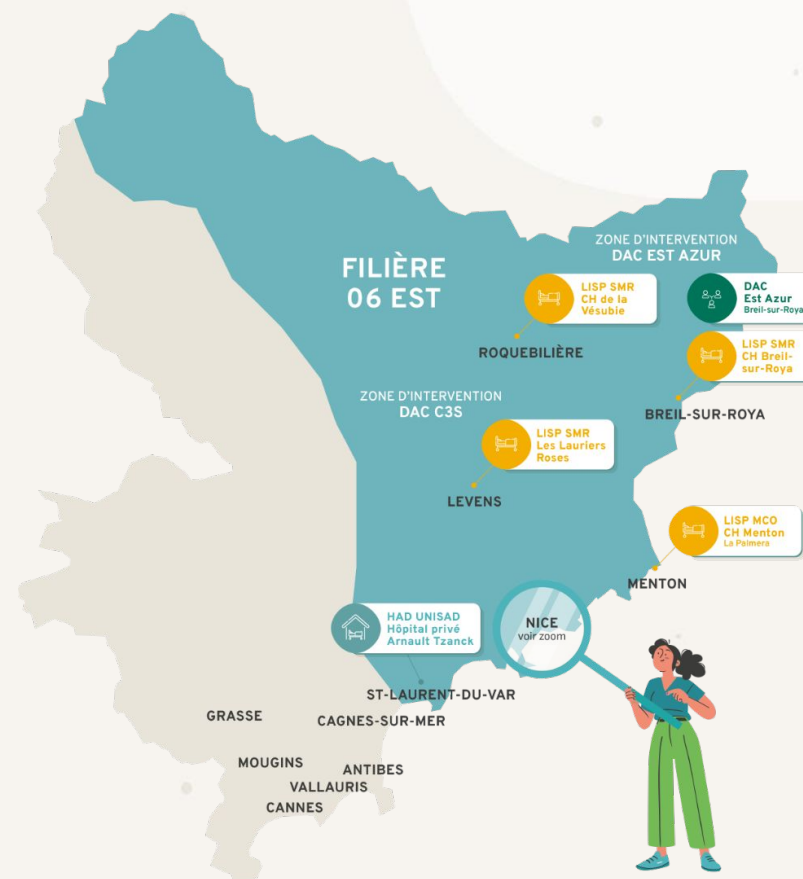 ZONE D'INTERVENTION
DAC EST AZUR
FILIÈRE
06 EST
LISP SMR
CH de la
Vésubie
DAC
Est Azur
Breil-sur-Roya
ROQUEBILIÈRE
LISP SMR
CH Breil-
sur-Roya
ZONE D'INTERVENTION
DAC C3S
BREIL-SUR-ROYA
LISP SMR
Les Lauriers
Roses
LEVENS
LISP MCO
CH Menton
La Palmera
MENTON
HAD UNISAD
Hôpital privé
Arnault Tzanck
NICE
voir zoom
ST-LAURENT-DU-VAR
GRASSE
CAGNES-SUR-MER
MOUGINS
ANTIBES
VALLAURIS
CANNES